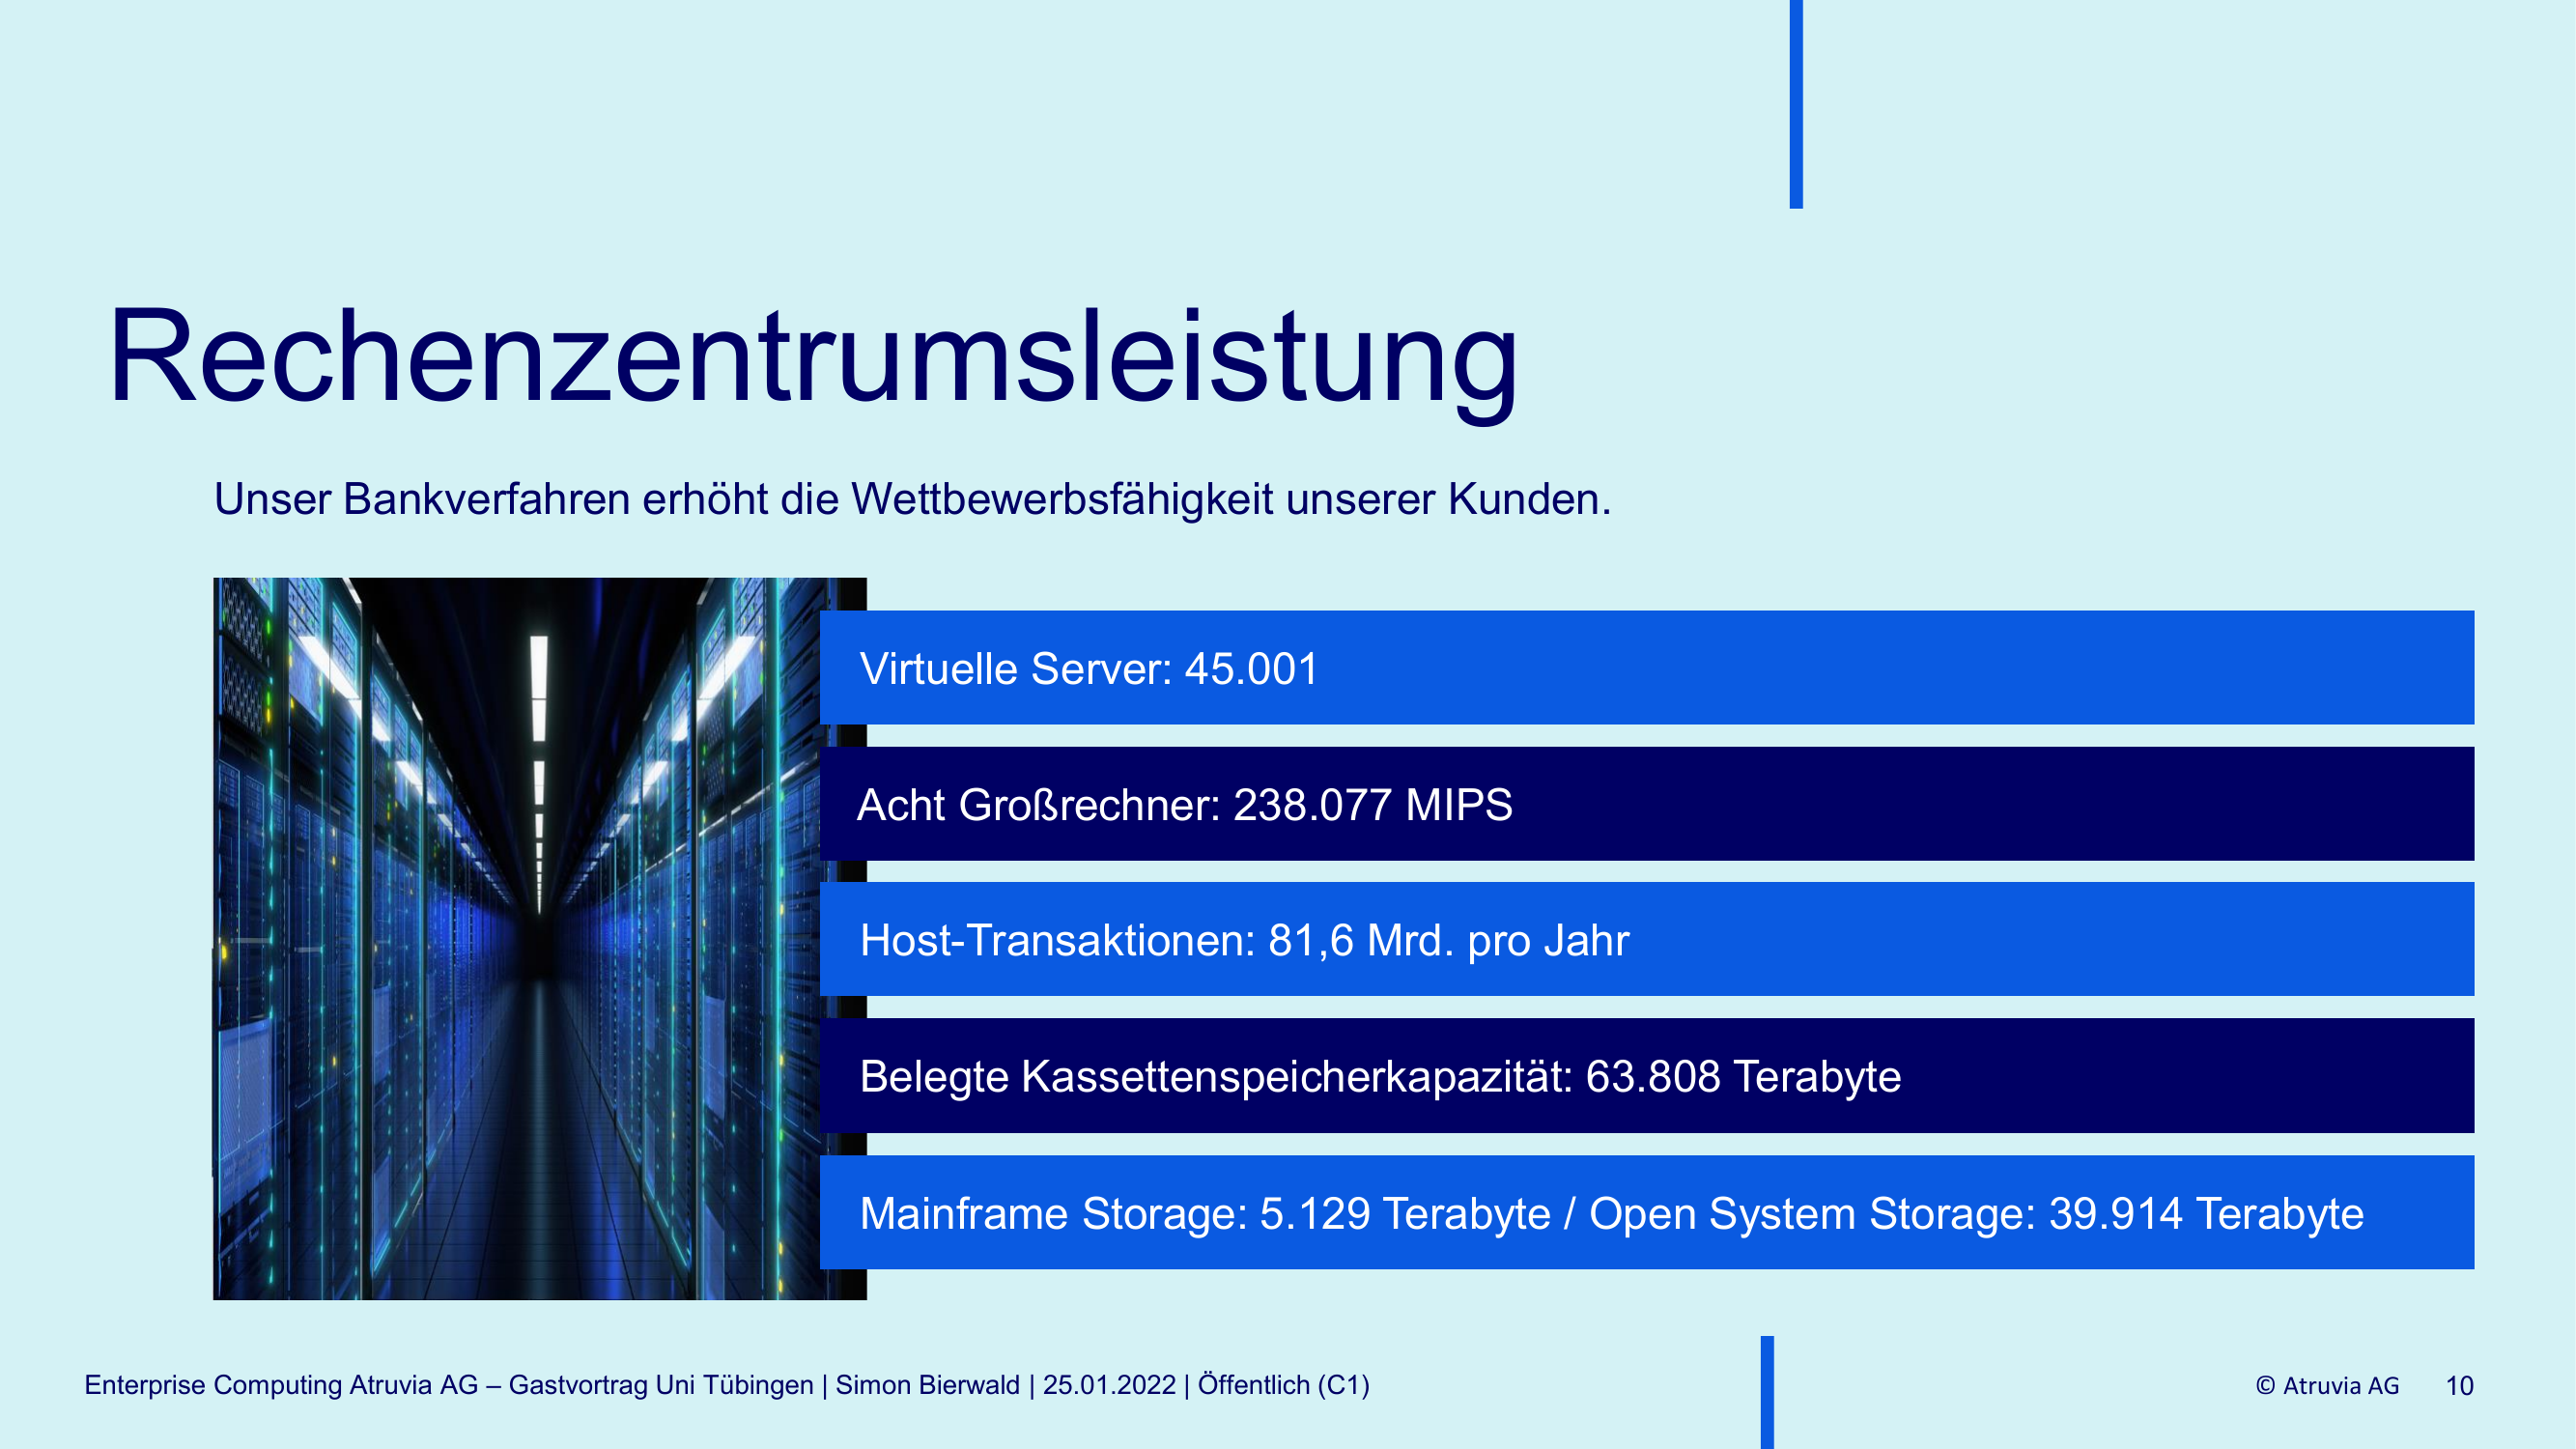 Rechenzentrumsleistung
Unser Bankverfahren erhöht die Wettbewerbsfähigkeit unserer Kunden.
Virtuelle Server: 45.001
Acht Großrechner: 238.077 MIPS
Host-Transaktionen: 81,6 Mrd. pro Jahr
Belegte Kassettenspeicherkapazität: 63.808 Terabyte
Mainframe Storage: 5.129 Terabyte / Open System Storage: 39.914 Terabyte
Enterprise Computing Atruvia AG – Gastvortrag Uni Tübingen | Simon Bierwald | 25.01.2022 | Öffentlich (C1)
© Atruvia AG 10